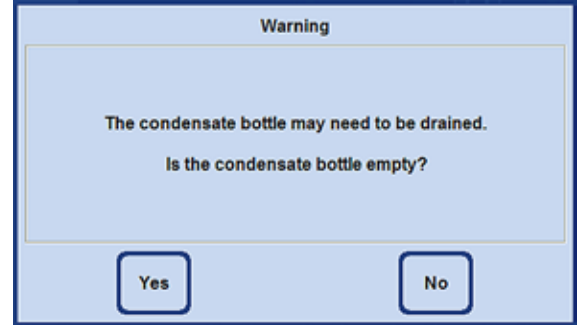 Warning
The condensate bottle may need to be drained.
Is the condensate bottle empty?
Yes
No